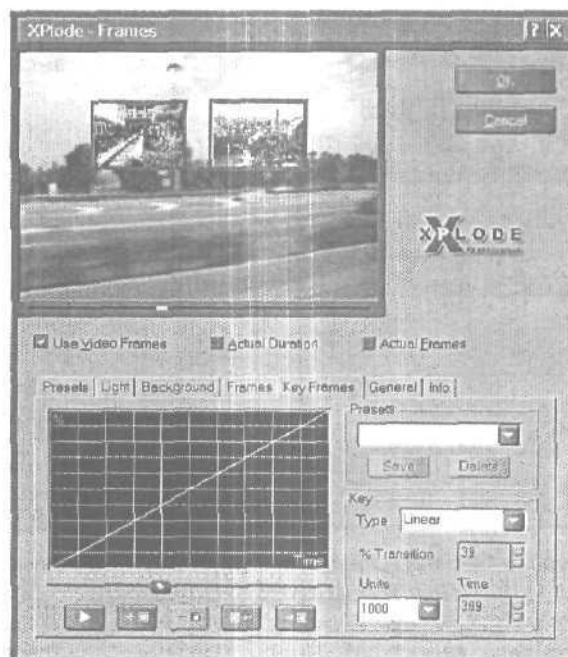 XPlode - Frames
Ok
Cancel
XPLODE
Use Video Frames
Actual Duration
Actual Frames
Presets Light Background Frames Key Frames General Info
%
Time
Presets
Save
Delete
Key
Type Linear
% Transition 39
Units Time
1000 399